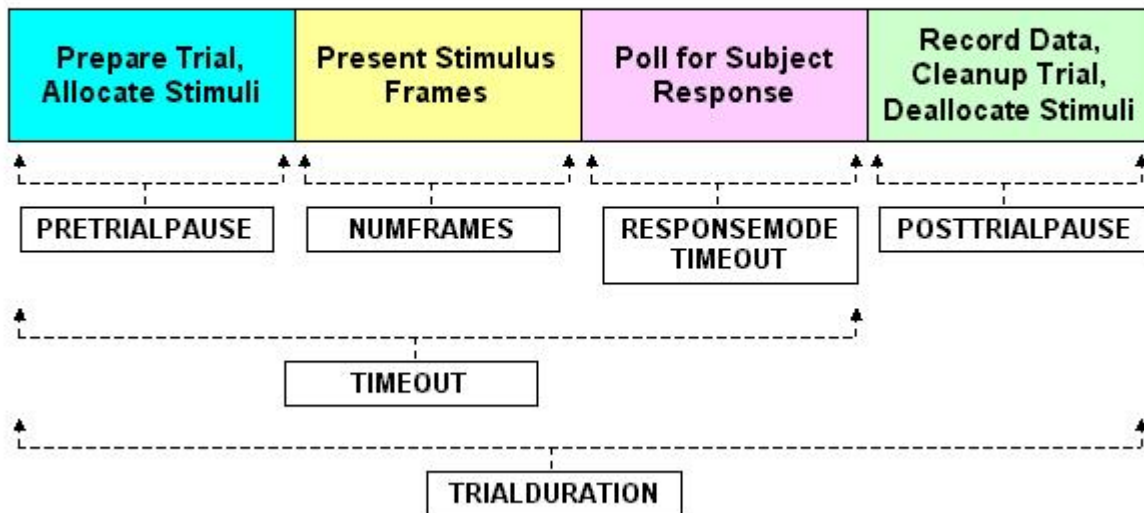 Prepare Trial,
Allocate Stimuli
Present Stimulus
Frames
Poll for Subject
Response
Record Data,
Cleanup Trial,
Deallocate Stimuli
PRETRIALPAUSE
NUMFRAMES
RESPONSEMODE
TIMEOUT
POSTTRIALPAUSE
TIMEOUT
TRIALDURATION